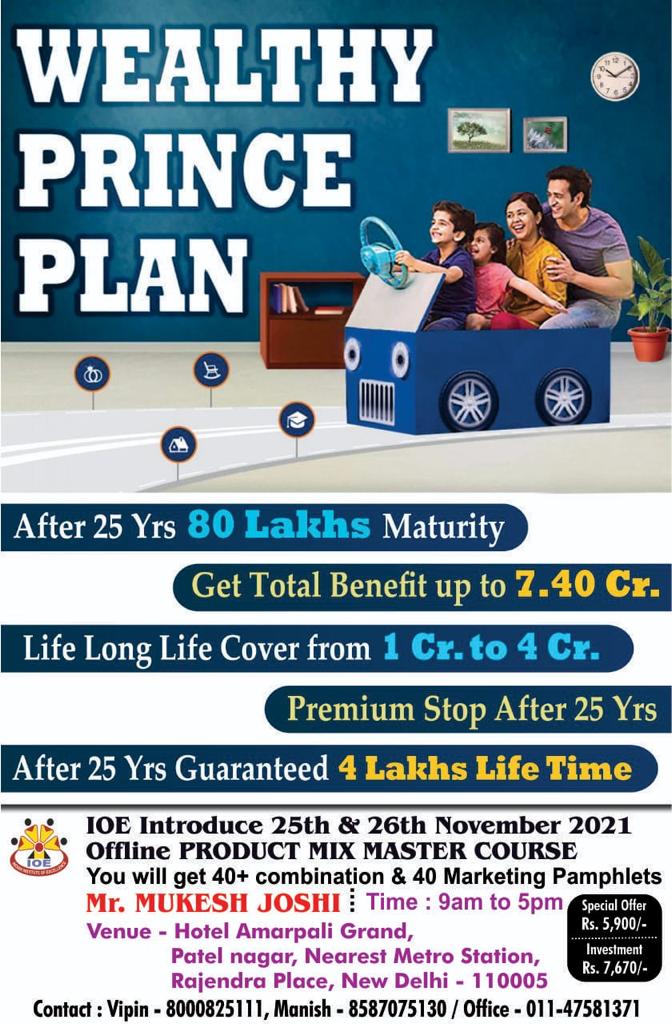 WEALTHY
PRINCE
PLAN
After 25 Yrs 80 Lakhs Maturity
Get Total Benefit up to 7.40 Cr.
Life Long Life Cover from 1 Cr. to 4 Cr.
Premium Stop After 25 Yrs
After 25 Yrs Guaranteed 4 Lakhs Life Time
IOE
IOE Introduce 25th & 26th November 2021
Offline PRODUCT MIX MASTER COURSE
You will get 40+ combination & 40 Marketing Pamphlets
Mr. MUKESH JOSHI Time : 9am to 5pm
Special Offer
Rs. 5,900/-
Investment
Rs. 7,670/-
Venue - Hotel Amarpali Grand,
Patel nagar, Nearest Metro Station,
Rajendra Place, New Delhi - 110005
Contact : Vipin - 8000825111, Manish - 8587075130 / Office - 011-47581371